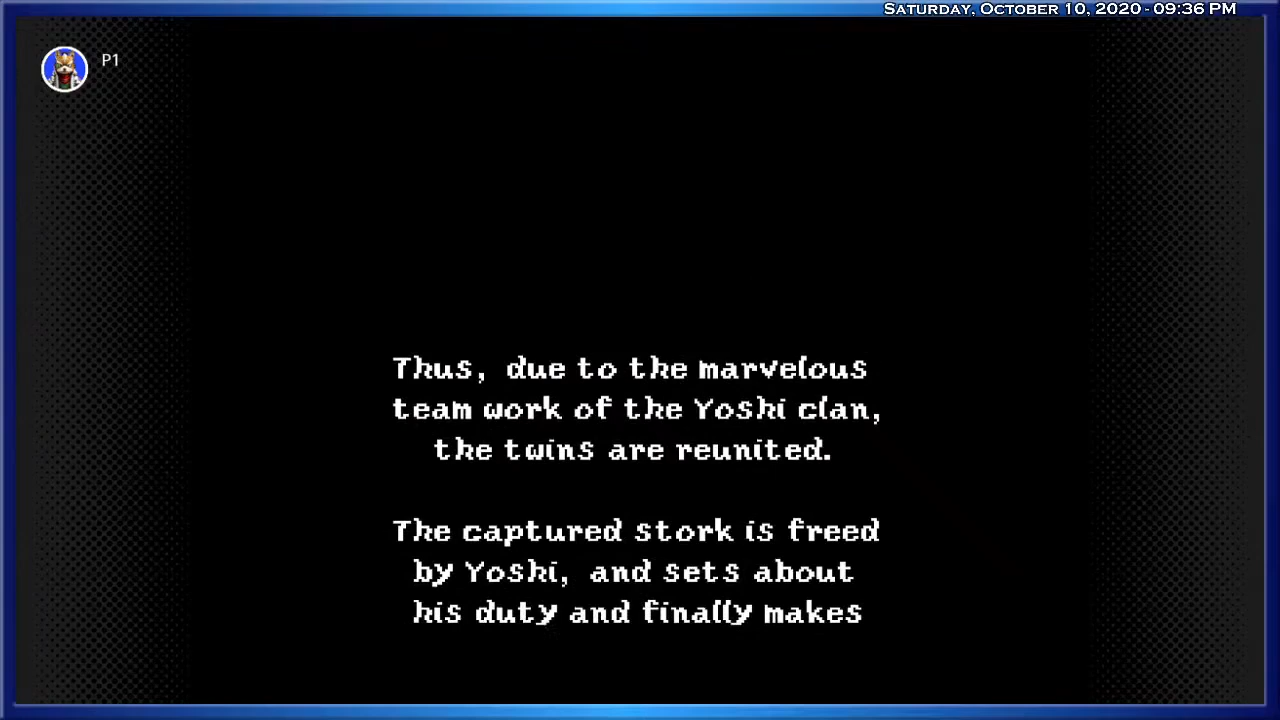 Saturday, October 10, 2020 - 09:36 PM
P1
Thus, due to the marvelous
team work of the Yoshi clan,
the twins are reunited.
The captured stork is freed
by Yoshi, and sets about
his duty and finally makes